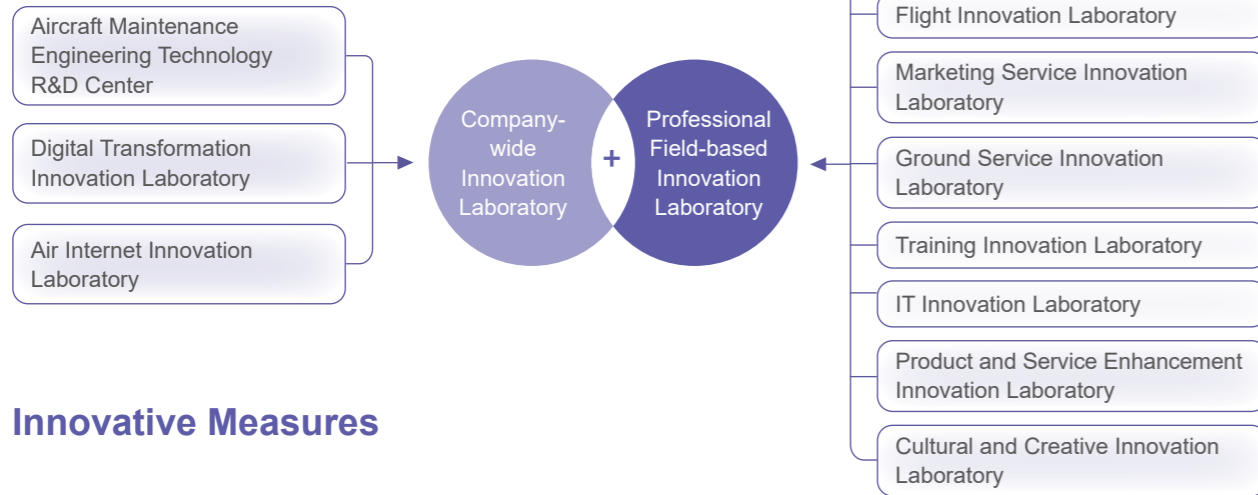 Aircraft Maintenance
Engineering Technology
R&D Center
Digital Transformation
Innovation Laboratory
Air Internet Innovation
Laboratory
Company-
wide
Innovation
Laboratory
+
Professional
Field-based
Innovation
Laboratory
Flight Innovation Laboratory
Marketing Service Innovation
Laboratory
Ground Service Innovation
Laboratory
Training Innovation Laboratory
IT Innovation Laboratory
Product and Service Enhancement
Innovation Laboratory
Cultural and Creative Innovation
Laboratory
Innovative Measures